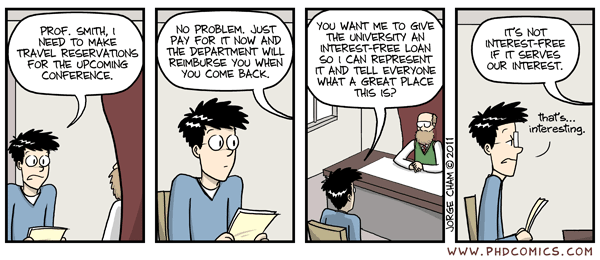 PROF. SMITH, I
NEED TO MAKE
TRAVEL RESERVATIONS
FOR THE UPCOMING
CONFERENCE.
NO PROBLEM. JUST
PAY FOR IT NOW AND
THE DEPARTMENT WILL
REIMBURSE YOU WHEN
YOU COME BACK.
YOU WANT ME TO GIVE
THE UNIVERSITY AN
INTEREST-FREE LOAN
SO I CAN REPRESENT
IT AND TELL EVERYONE
WHAT A GREAT PLACE
THIS IS?
JORGE CHAM © 2011
IT'S NOT
INTEREST-FREE
IF IT SERVES
OUR INTEREST.
that's...
interesting.
WWW.PHDCOMICS.COM